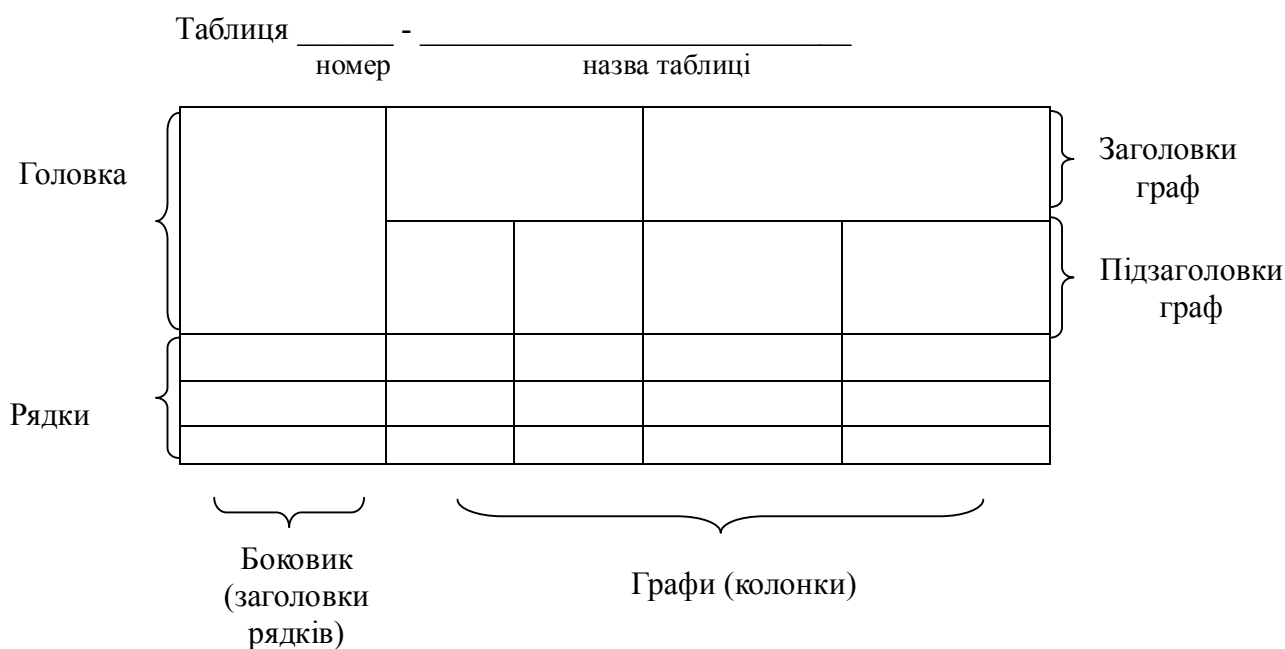 Таблиця ______ - ___________________________
номер назва таблиці
Головка
Заголовки
граф
Підзаголовки
граф
Рядки
Боковик
(заголовки
рядків)
Графи (колонки)